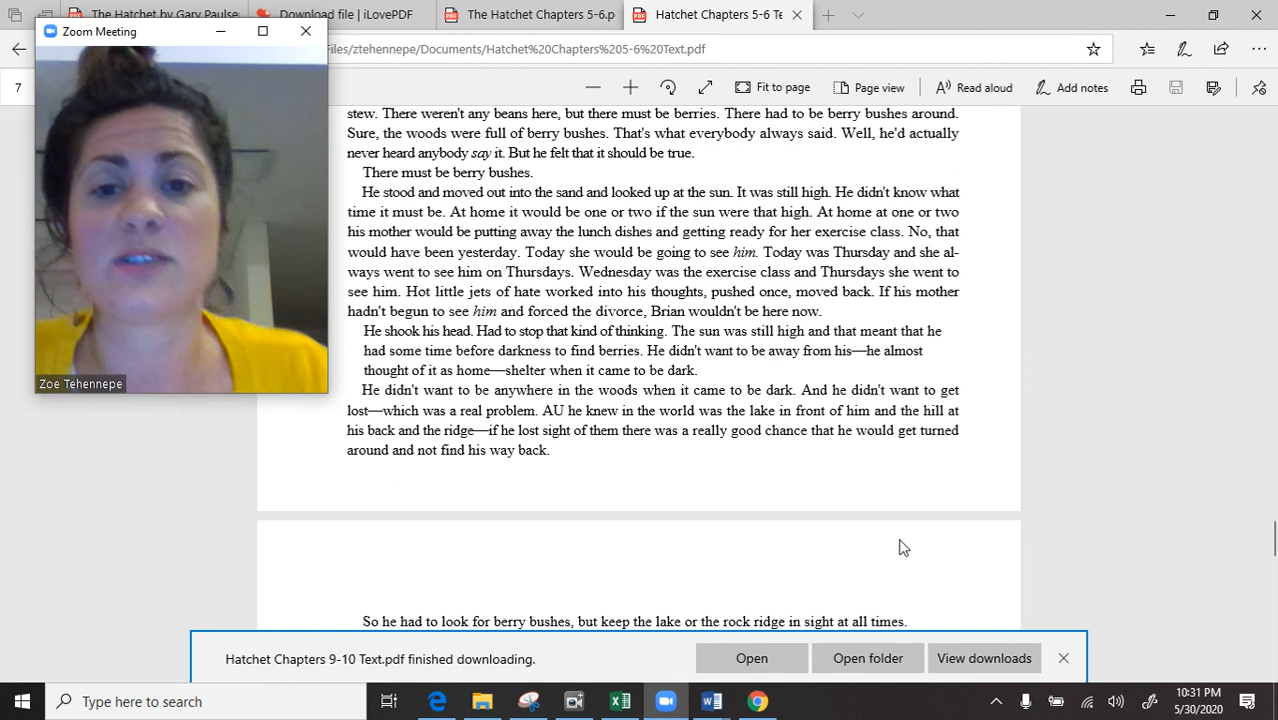 The Hatchet by Gary Paulse
Download file | iLovePDF
The Hatchet Chapters 5-6.p
Hatchet Chapters 5-6 Te
Zoom Meeting
Files/ztehennepe/Documents/Hatchet%20Chapters%205-6%20Text.pdf
7
Fit to page
Page view
Read aloud
Add notes
stew. There weren't any beans here, but there must be berries. There had to be berry bushes around.
Sure, the woods were full of berry bushes. That's what everybody always said. Well, he'd actually
never heard anybody say it. But he felt that it should be true.
There must be berry bushes.
He stood and moved out into the sand and looked up at the sun. It was still high. He didn't know what
time it must be. At home it would be one or two if the sun were that high. At home at one or two
his mother would be putting away the lunch dishes and getting ready for her exercise class. No, that
would have been yesterday. Today she would be going to see him. Today was Thursday and she al-
ways went to see him on Thursdays. Wednesday was the exercise class and Thursdays she went to
see him. Hot little jets of hate worked into his thoughts, pushed once, moved back. If his mother
hadn't begun to see him and forced the divorce, Brian wouldn't be here now.
He shook his head. Had to stop that kind of thinking. The sun was still high and that meant that he
had some time before darkness to find berries. He didn't want to be away from his—he almost
thought of it as home—shelter when it came to be dark.
He didn't want to be anywhere in the woods when it came to be dark. And he didn't want to get
lost—which was a real problem. AU he knew in the world was the lake in front of him and the hill at
his back and the ridge—if he lost sight of them there was a really good chance that he would get turned
around and not find his way back.
Zoe Tehennepe
So he had to look for berry bushes, but keep the lake or the rock ridge in sight at all times.
Hatchet Chapters 9-10 Text.pdf finished downloading.
Open
Open folder
View downloads
Type here to search
10:31 PM
5/30/2020